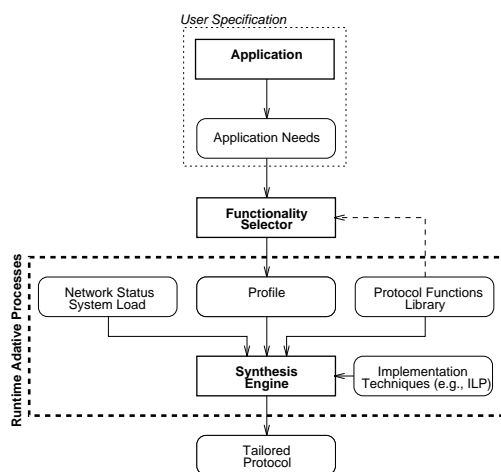 User Specification
Application
Application Needs
Functionality
Selector
Runtime Adative Processes
Network Status
System Load
Profile
Protocol Functions
Library
Synthesis
Engine
Implementation
Techniques (e.g., ILP)
Tailored
Protocol